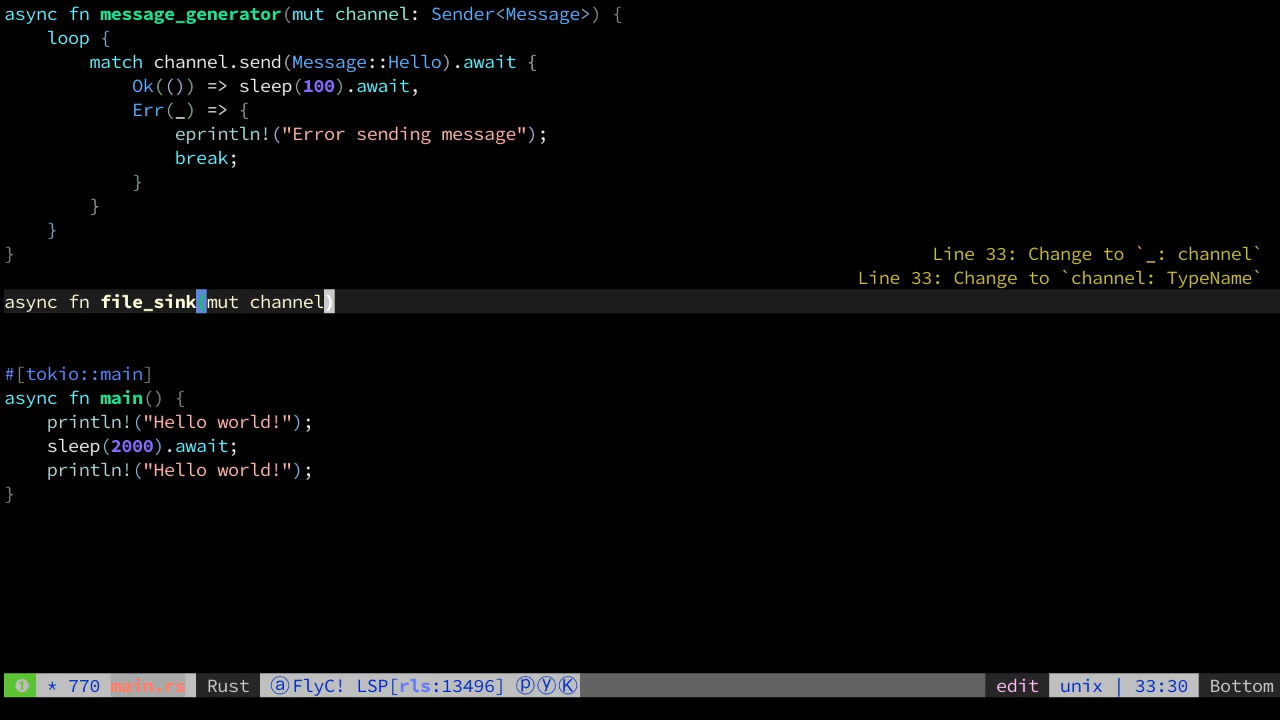 async fn message_generator(mut channel: Sender<Message>) {
    loop {
        match channel.send(Message::Hello).await {
            Ok(()) => sleep(100).await,
            Err(_) => {
                eprintln!("Error sending message");
                break;
            }
        }
    }
}
Line 33: Change to `_: channel`
Line 33: Change to `channel: TypeName`
async fn file_sink(mut channel)
#[tokio::main]
async fn main() {
    println!("Hello world!");
    sleep(2000).await;
    println!("Hello world!");
}
❶ * 770 main.rs Rust ⓐFlyC! LSP[rls:13496] ⓟⓨⓀ edit unix | 33:30 Bottom